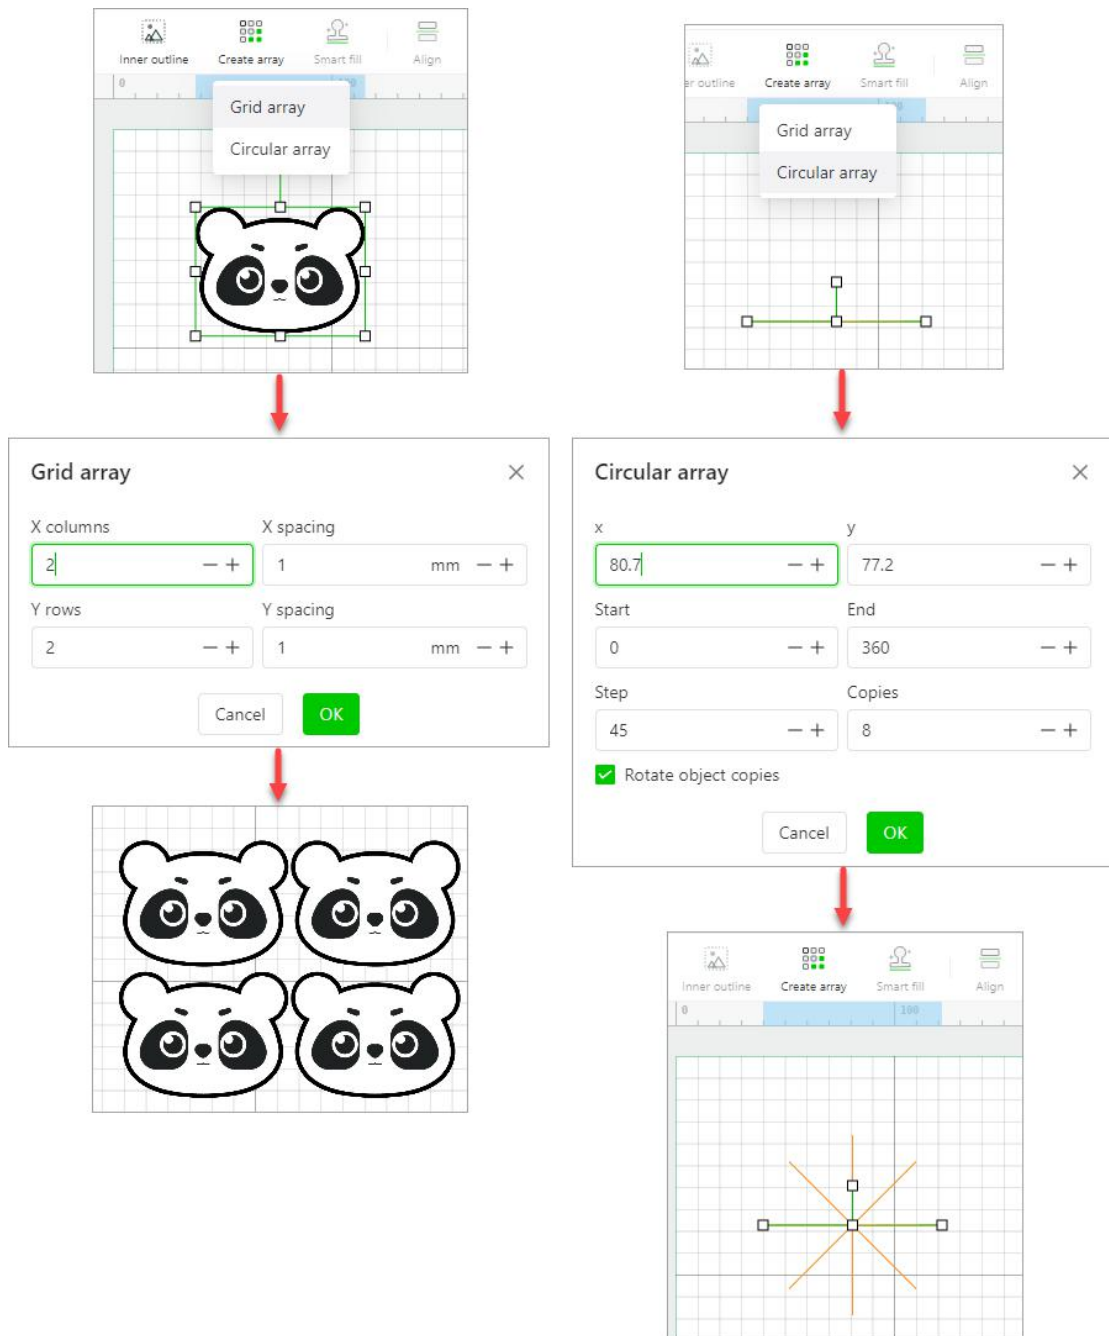 Inner outline Create array Smart fill Align
0 100
Grid array
Circular array
Grid array
X columns X spacing
2 1 mm
Y rows Y spacing
2 1 mm
Cancel OK
er outline Create array Smart fill Align
Grid array
Circular array
Circular array
x y
80.7 77.2
Start End
0 360
Step Copies
45 8
Rotate object copies
Cancel OK
Inner outline Create array Smart fill Align
0 100